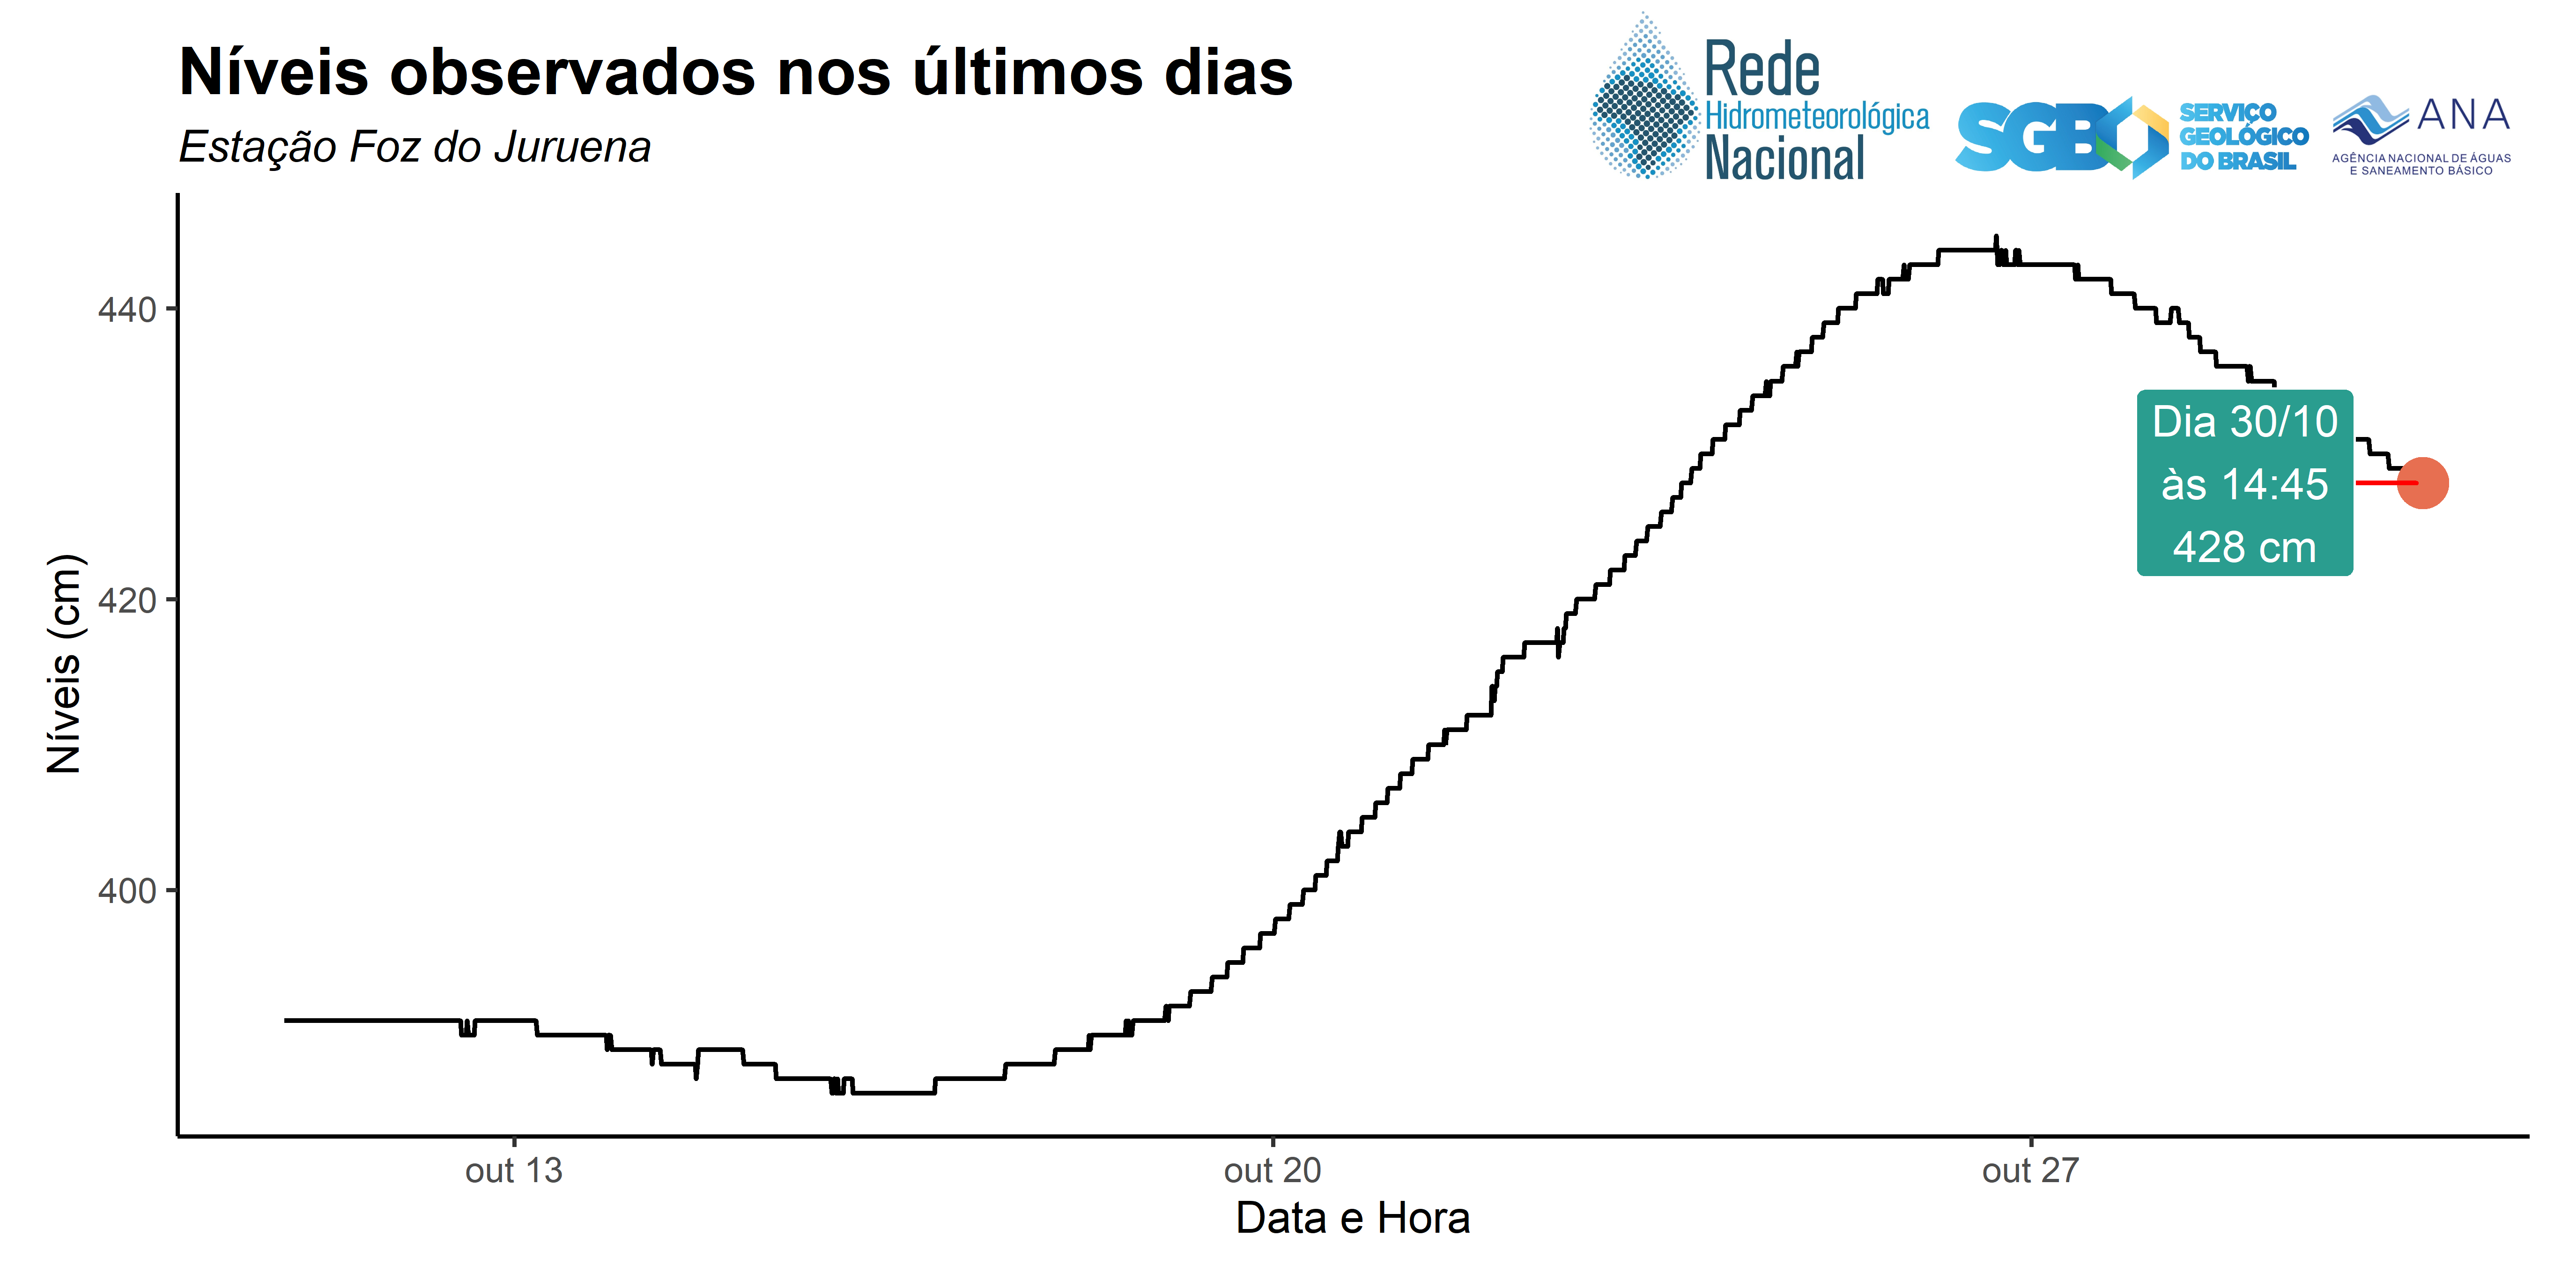 Níveis observados nos últimos dias
Estação Foz do Juruena
Rede
Hidrometeorológica
Nacional
SGB
SERVIÇO
GEOLÓGICO
DO BRASIL
ANA
AGÊNCIA NACIONAL DE ÁGUAS
E SANEAMENTO BÁSICO
Níveis (cm)
440
420
400
Dia 30/10
às 14:45
428 cm
out 13
out 20
out 27
Data e Hora